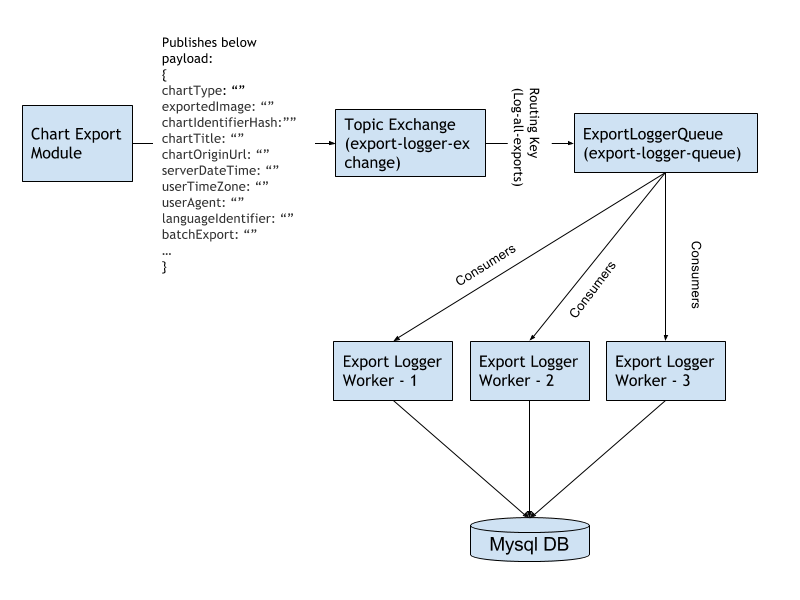 Publishes below
payload:
{
chartType: “”
exportedImage: “”
chartIdentifierHash:””
chartTitle: “”
chartOriginUrl: “”
serverDateTime: “”
userTimeZone: “”
userAgent: “”
languageIdentifier: “”
batchExport: “”
…
}
Chart Export
Module
Topic Exchange
(export-logger-ex
change)
Routing Key
(Log-all-exports)
ExportLoggerQueue
(export-logger-queue)
Consumers
Consumers
Consumers
Export Logger
Worker - 1
Export Logger
Worker - 2
Export Logger
Worker - 3
Mysql DB